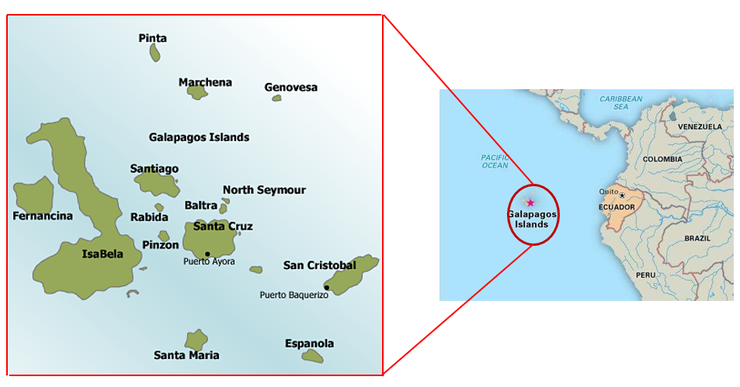 Pinta
Marchena
Genovesa
Galapagos Islands
Santiago
North Seymour
Baltra
Fernancina
Rabida
Santa Cruz
Pinzon
IsaBela
Puerto Ayora
San Cristobal
Puerto Baquerizo
Santa Maria
Espanola
CARIBBEAN
SEA
VENEZUELA
PACIFIC
OCEAN
COLOMBIA
Quito
ECUADOR
Galapagos
Islands
BRAZIL
PERU